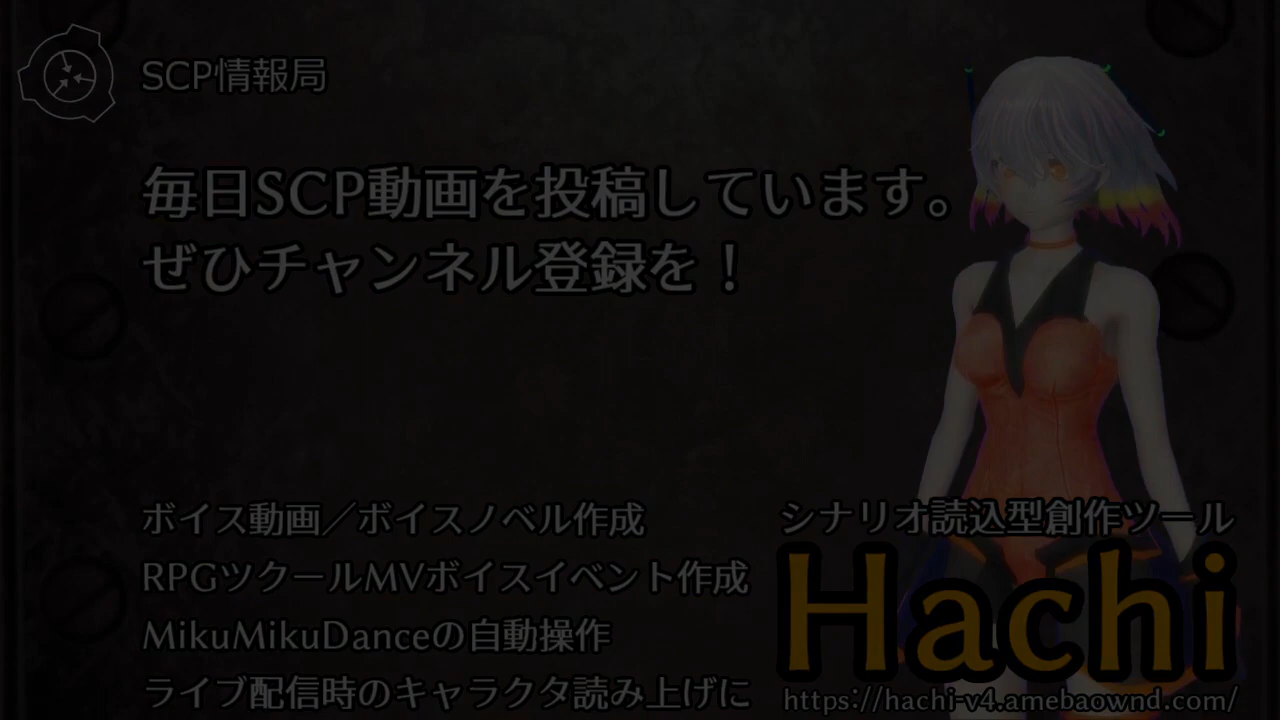 SCP情報局
毎日SCP動画を投稿しています。
ぜひチャンネル登録を！
ボイス動画／ボイスノベル作成
RPGツクールMVボイスイベント作成
MikuMikuDanceの自動操作
ライブ配信時のキャラクタ読み上げに
シナリオ読込型創作ツール
Hachi
https://hachi-v4.amebaownd.com/